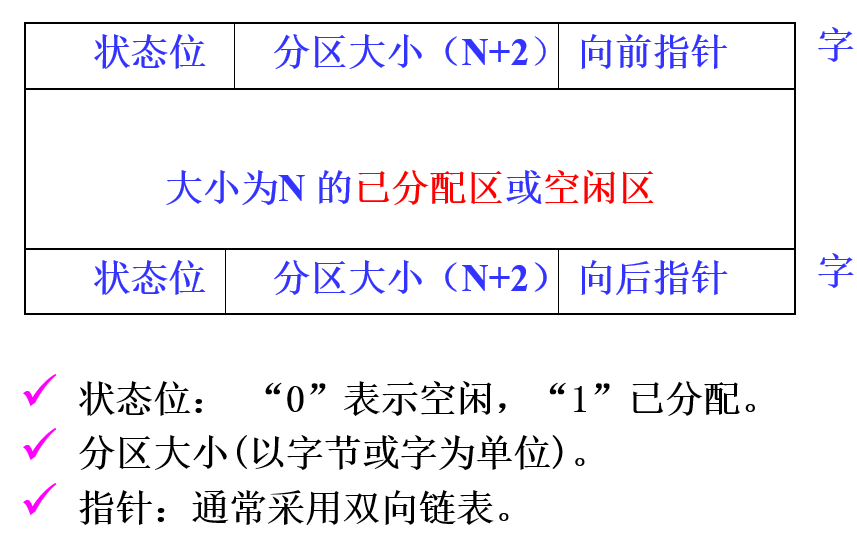 状态位 分区大小（N+2） 向前指针 字
大小为N 的已分配区或空闲区
状态位 分区大小（N+2） 向后指针 字
状态位： “0”表示空闲，“1”已分配。
分区大小(以字节或字为单位)。
指针：通常采用双向链表。